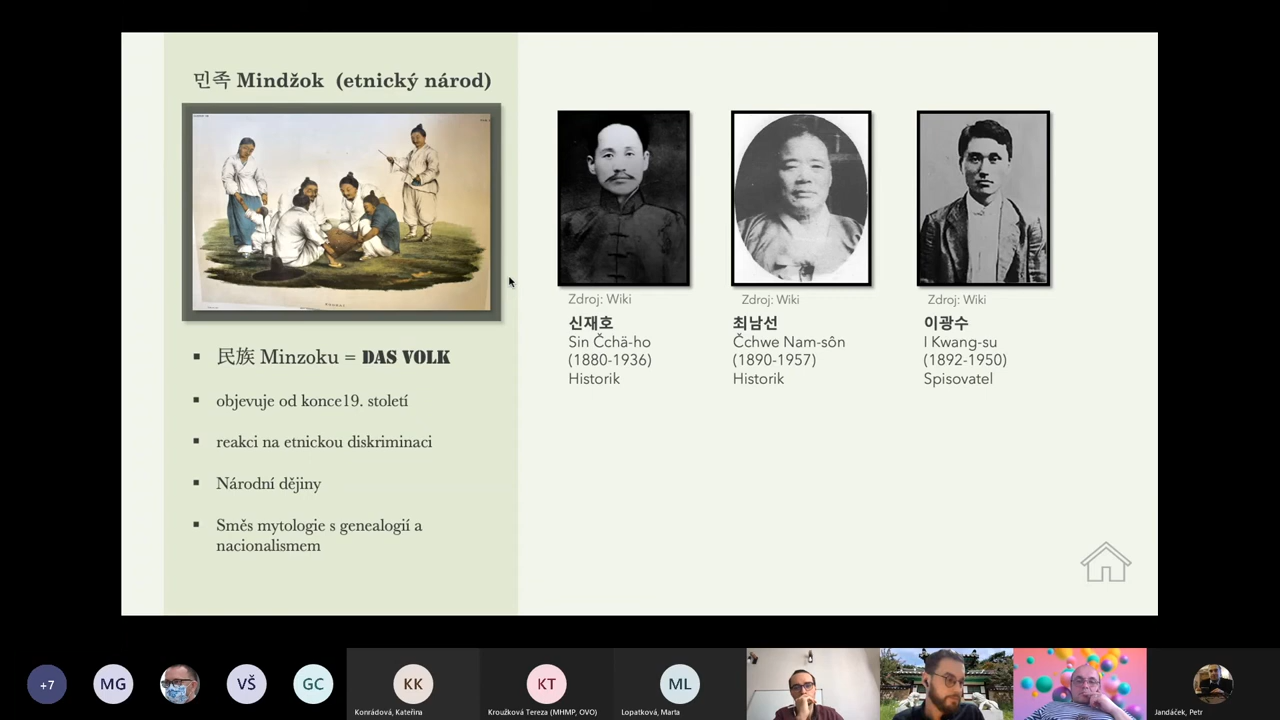 민족 Mindžok (etnický národ)
▪ 民族 Minzoku = DAS VOLK
▪ objevuje od konce19. století
▪ reakci na etnickou diskriminaci
▪ Národní dějiny
▪ Směs mytologie s genealogií a
nacionalismem
Zdroj: Wiki
신재호
Sin Čchä-ho
(1880-1936)
Historik
Zdroj: Wiki
최남선
Čchwe Nam-sôn
(1890-1957)
Historik
Zdroj: Wiki
이광수
I Kwang-su
(1892-1950)
Spisovatel
+7
MG
VŠ
GC
KK
Konrádová, Kateřina
KT
Kroužková Tereza (MHMP, OVO)
ML
Lopatková, Marta
Jandáček, Petr